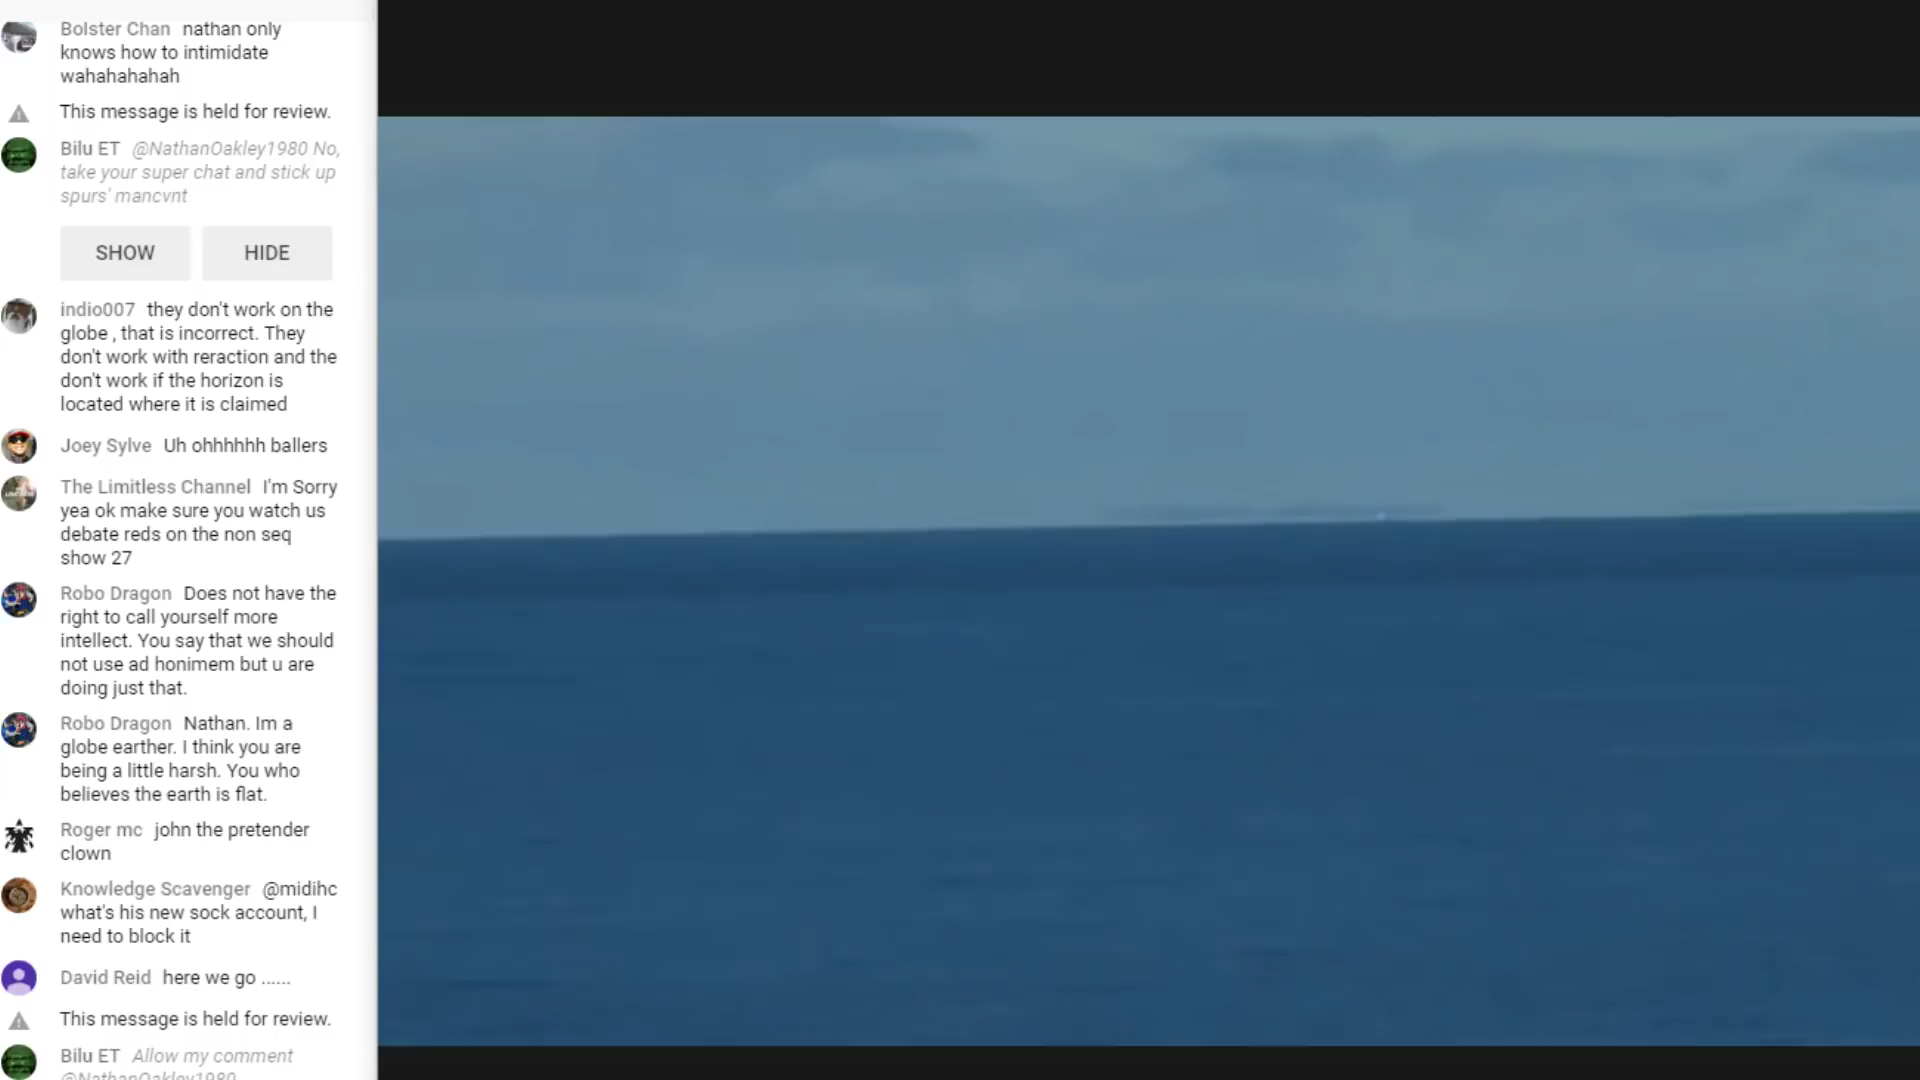 Bolster Chan nathan only
knows how to intimidate
wahahahahah
This message is held for review.
Bilu ET @NathanOakley1980 No,
take your super chat and stick up
spurs' mancvnt
SHOW HIDE
indio007 they don't work on the
globe , that is incorrect. They
don't work with reraction and the
don't work if the horizon is
located where it is claimed
Joey Sylve Uh ohhhhhh ballers
The Limitless Channel I'm Sorry
yea ok make sure you watch us
debate reds on the non seq
show 27
Robo Dragon Does not have the
right to call yourself more
intellect. You say that we should
not use ad honimem but u are
doing just that.
Robo Dragon Nathan. Im a
globe earther. I think you are
being a little harsh. You who
believes the earth is flat.
Roger mc john the pretender
clown
Knowledge Scavenger @midihc
what's his new sock account, I
need to block it
David Reid here we go ......
This message is held for review.
Bilu ET Allow my comment
@NathanOakley1980